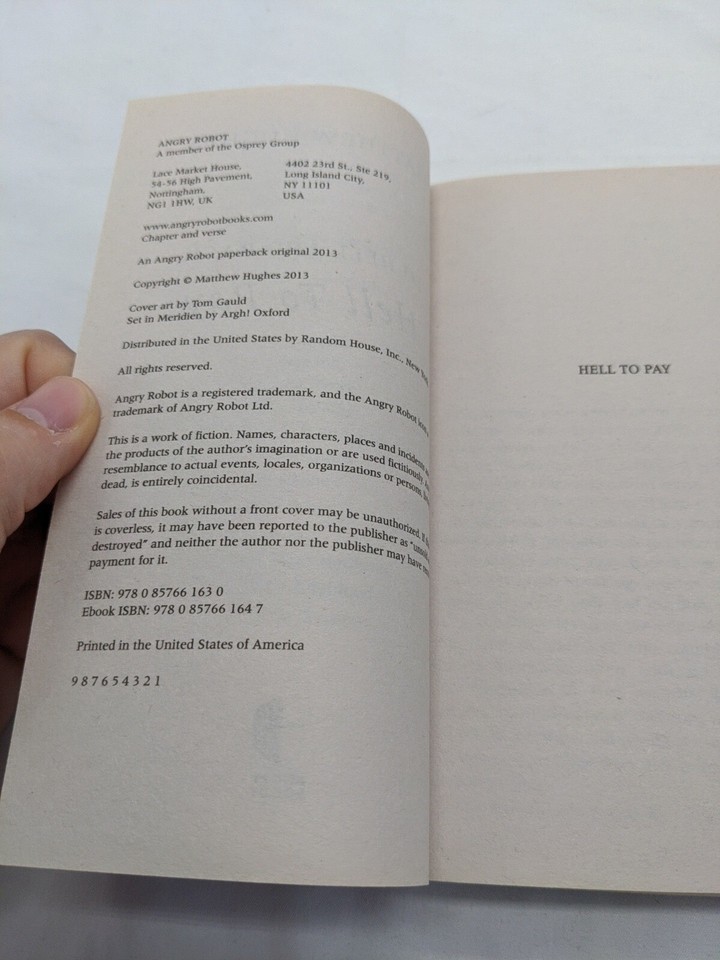 ANGRY ROBOT
A member of the Osprey Group
Lace Market House,
54-56 High Pavement,
Nottingham,
NG1 1HW, UK
4402 23rd St., Ste 219,
Long Island City,
NY 11101
USA
www.angryrobotbooks.com
Chapter and verse
An Angry Robot paperback original 2013
Copyright © Matthew Hughes 2013
Cover art by Tom Gauld
Set in Meridien by Argh! Oxford
Distributed in the United States by Random House, Inc., New
All rights reserved.
Angry Robot is a registered trademark, and the Angry Robot
trademark of Angry Robot Ltd.
This is a work of fiction. Names, characters, places and incidents
the products of the author's imagination or are used fictitiously.
resemblance to actual events, locales, organizations or persons,
dead, is entirely coincidental.
Sales of this book without a front cover may be unauthorized. If
is coverless, it may have been reported to the publisher as
destroyed" and neither the author nor the publisher may have
payment for it.
ISBN: 978 0 85766 163 0
Ebook ISBN: 978 0 85766 164 7
Printed in the United States of America
9 8 7 6 5 4 3 2 1
HELL TO PAY